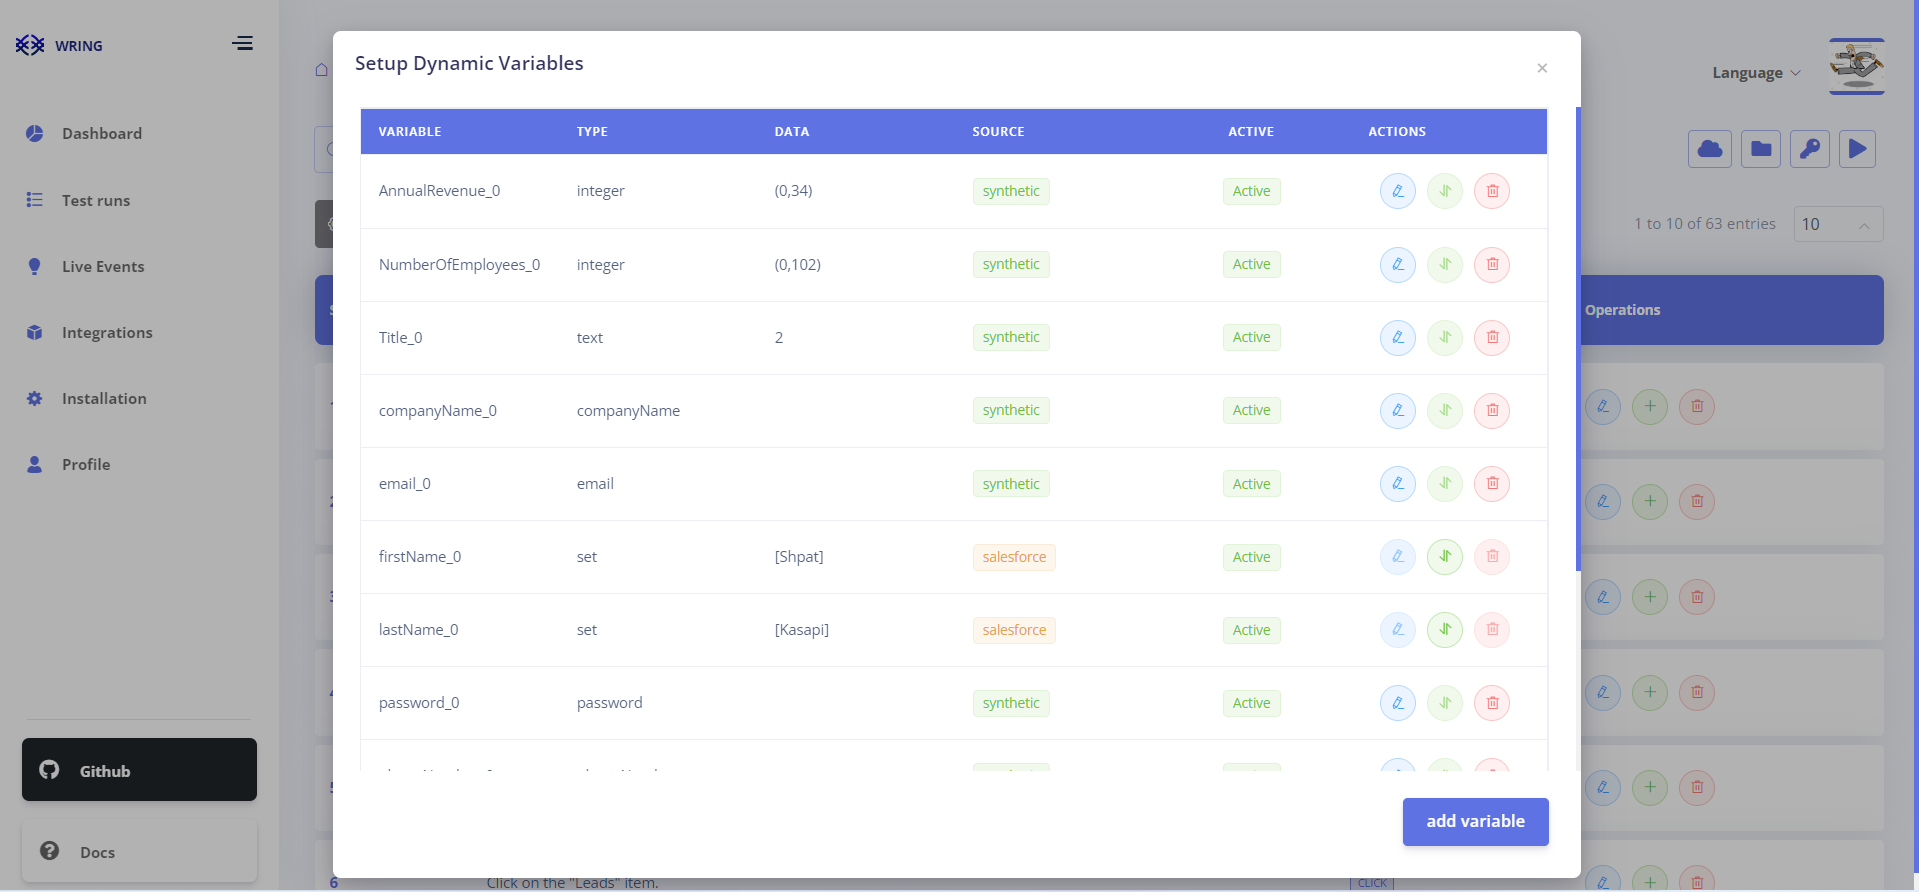 WRING
Dashboard
Test runs
Live Events
Integrations
Installation
Profile
Github
Docs
Setup Dynamic Variables
×
VARIABLE TYPE DATA SOURCE ACTIVE ACTIONS
AnnualRevenue_0 integer (0,34) synthetic Active
NumberOfEmployees_0 integer (0,102) synthetic Active
Title_0 text 2 synthetic Active
companyName_0 companyName synthetic Active
email_0 email synthetic Active
firstName_0 set [Shpat] salesforce Active
lastName_0 set [Kasapi] salesforce Active
password_0 password synthetic Active
add variable
Language
1 to 10 of 63 entries 10
Operations
6 Click on the "Leads" item. CLICK